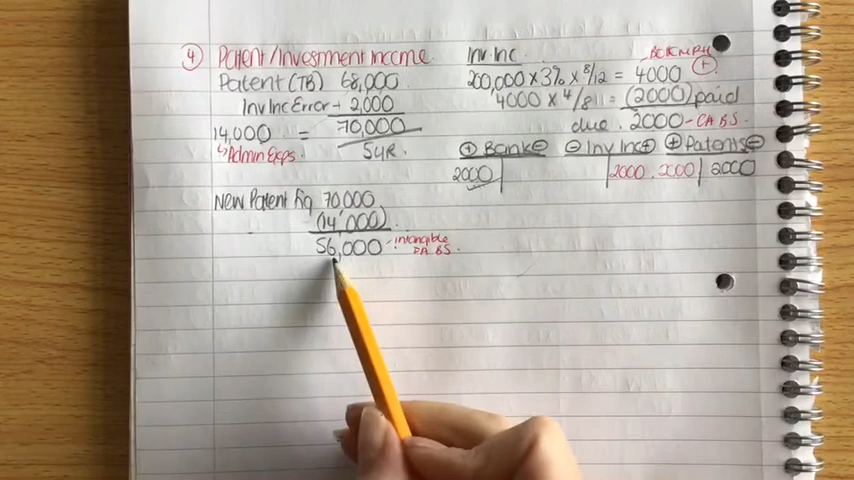 4 Patent/Investment Income
Patent (TB) 68,000
Inv Inc Error + 2,000
14,000 = 70,000
↳Admin Exps. 5YR.
New Patent Fig 70000
(14,000)
56,000 - intangible
FA BS.
Inv Inc
200,000 x 3% x 8/12 = 4000 +
4000 x 4/8 = (2000) paid
due. 2000 - CA BS.
+ Bank - - Inv Inc + + Patents -
2000 2000 . 2000 2000